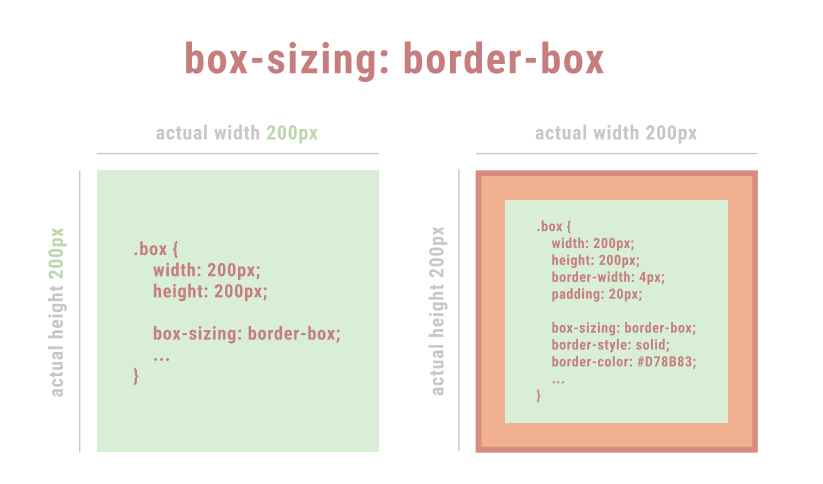 box-sizing: border-box
actual width 200px
actual height 200px
.box {
width: 200px;
height: 200px;
box-sizing: border-box;
...
}
actual width 200px
actual height 200px
.box {
width: 200px;
height: 200px;
border-width: 4px;
padding: 20px;
box-sizing: border-box;
border-style: solid;
border-color: #D78B83;
...
}